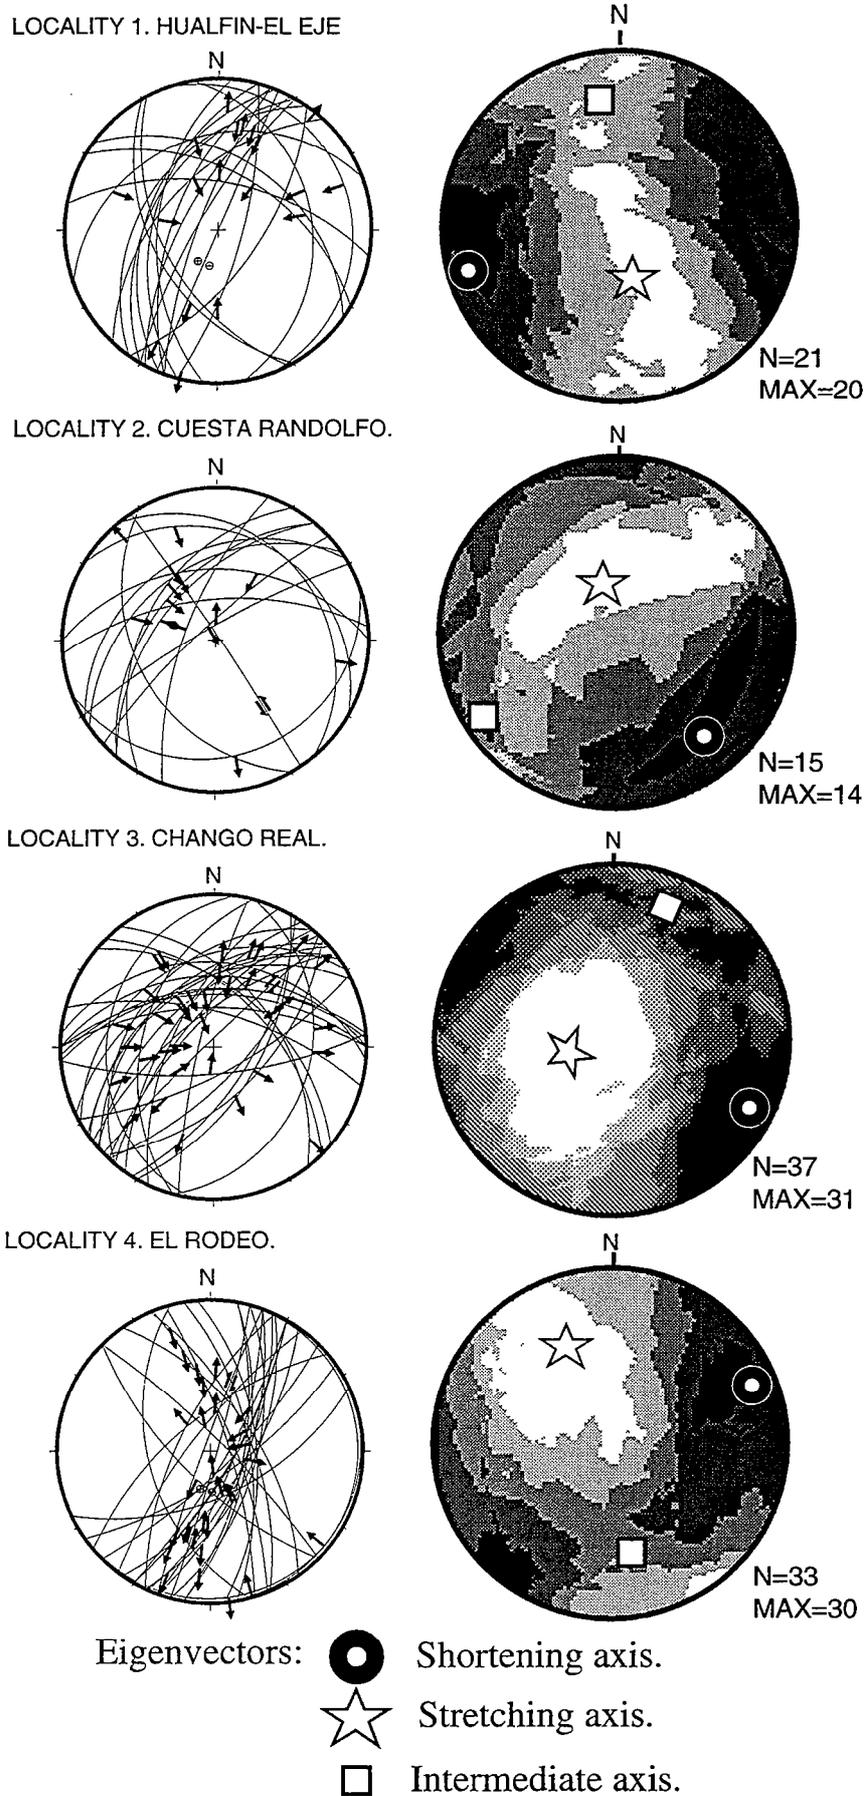 LOCALITY 1. HUALFIN-EL EJE
N
N
N=21
MAX=20
LOCALITY 2. CUESTA RANDOLFO.
N
N
N=15
MAX=14
LOCALITY 3. CHANGO REAL.
N
N
N=37
MAX=31
LOCALITY 4. EL RODEO.
N
N
N=33
MAX=30
Eigenvectors: Shortening axis.
Stretching axis.
Intermediate axis.